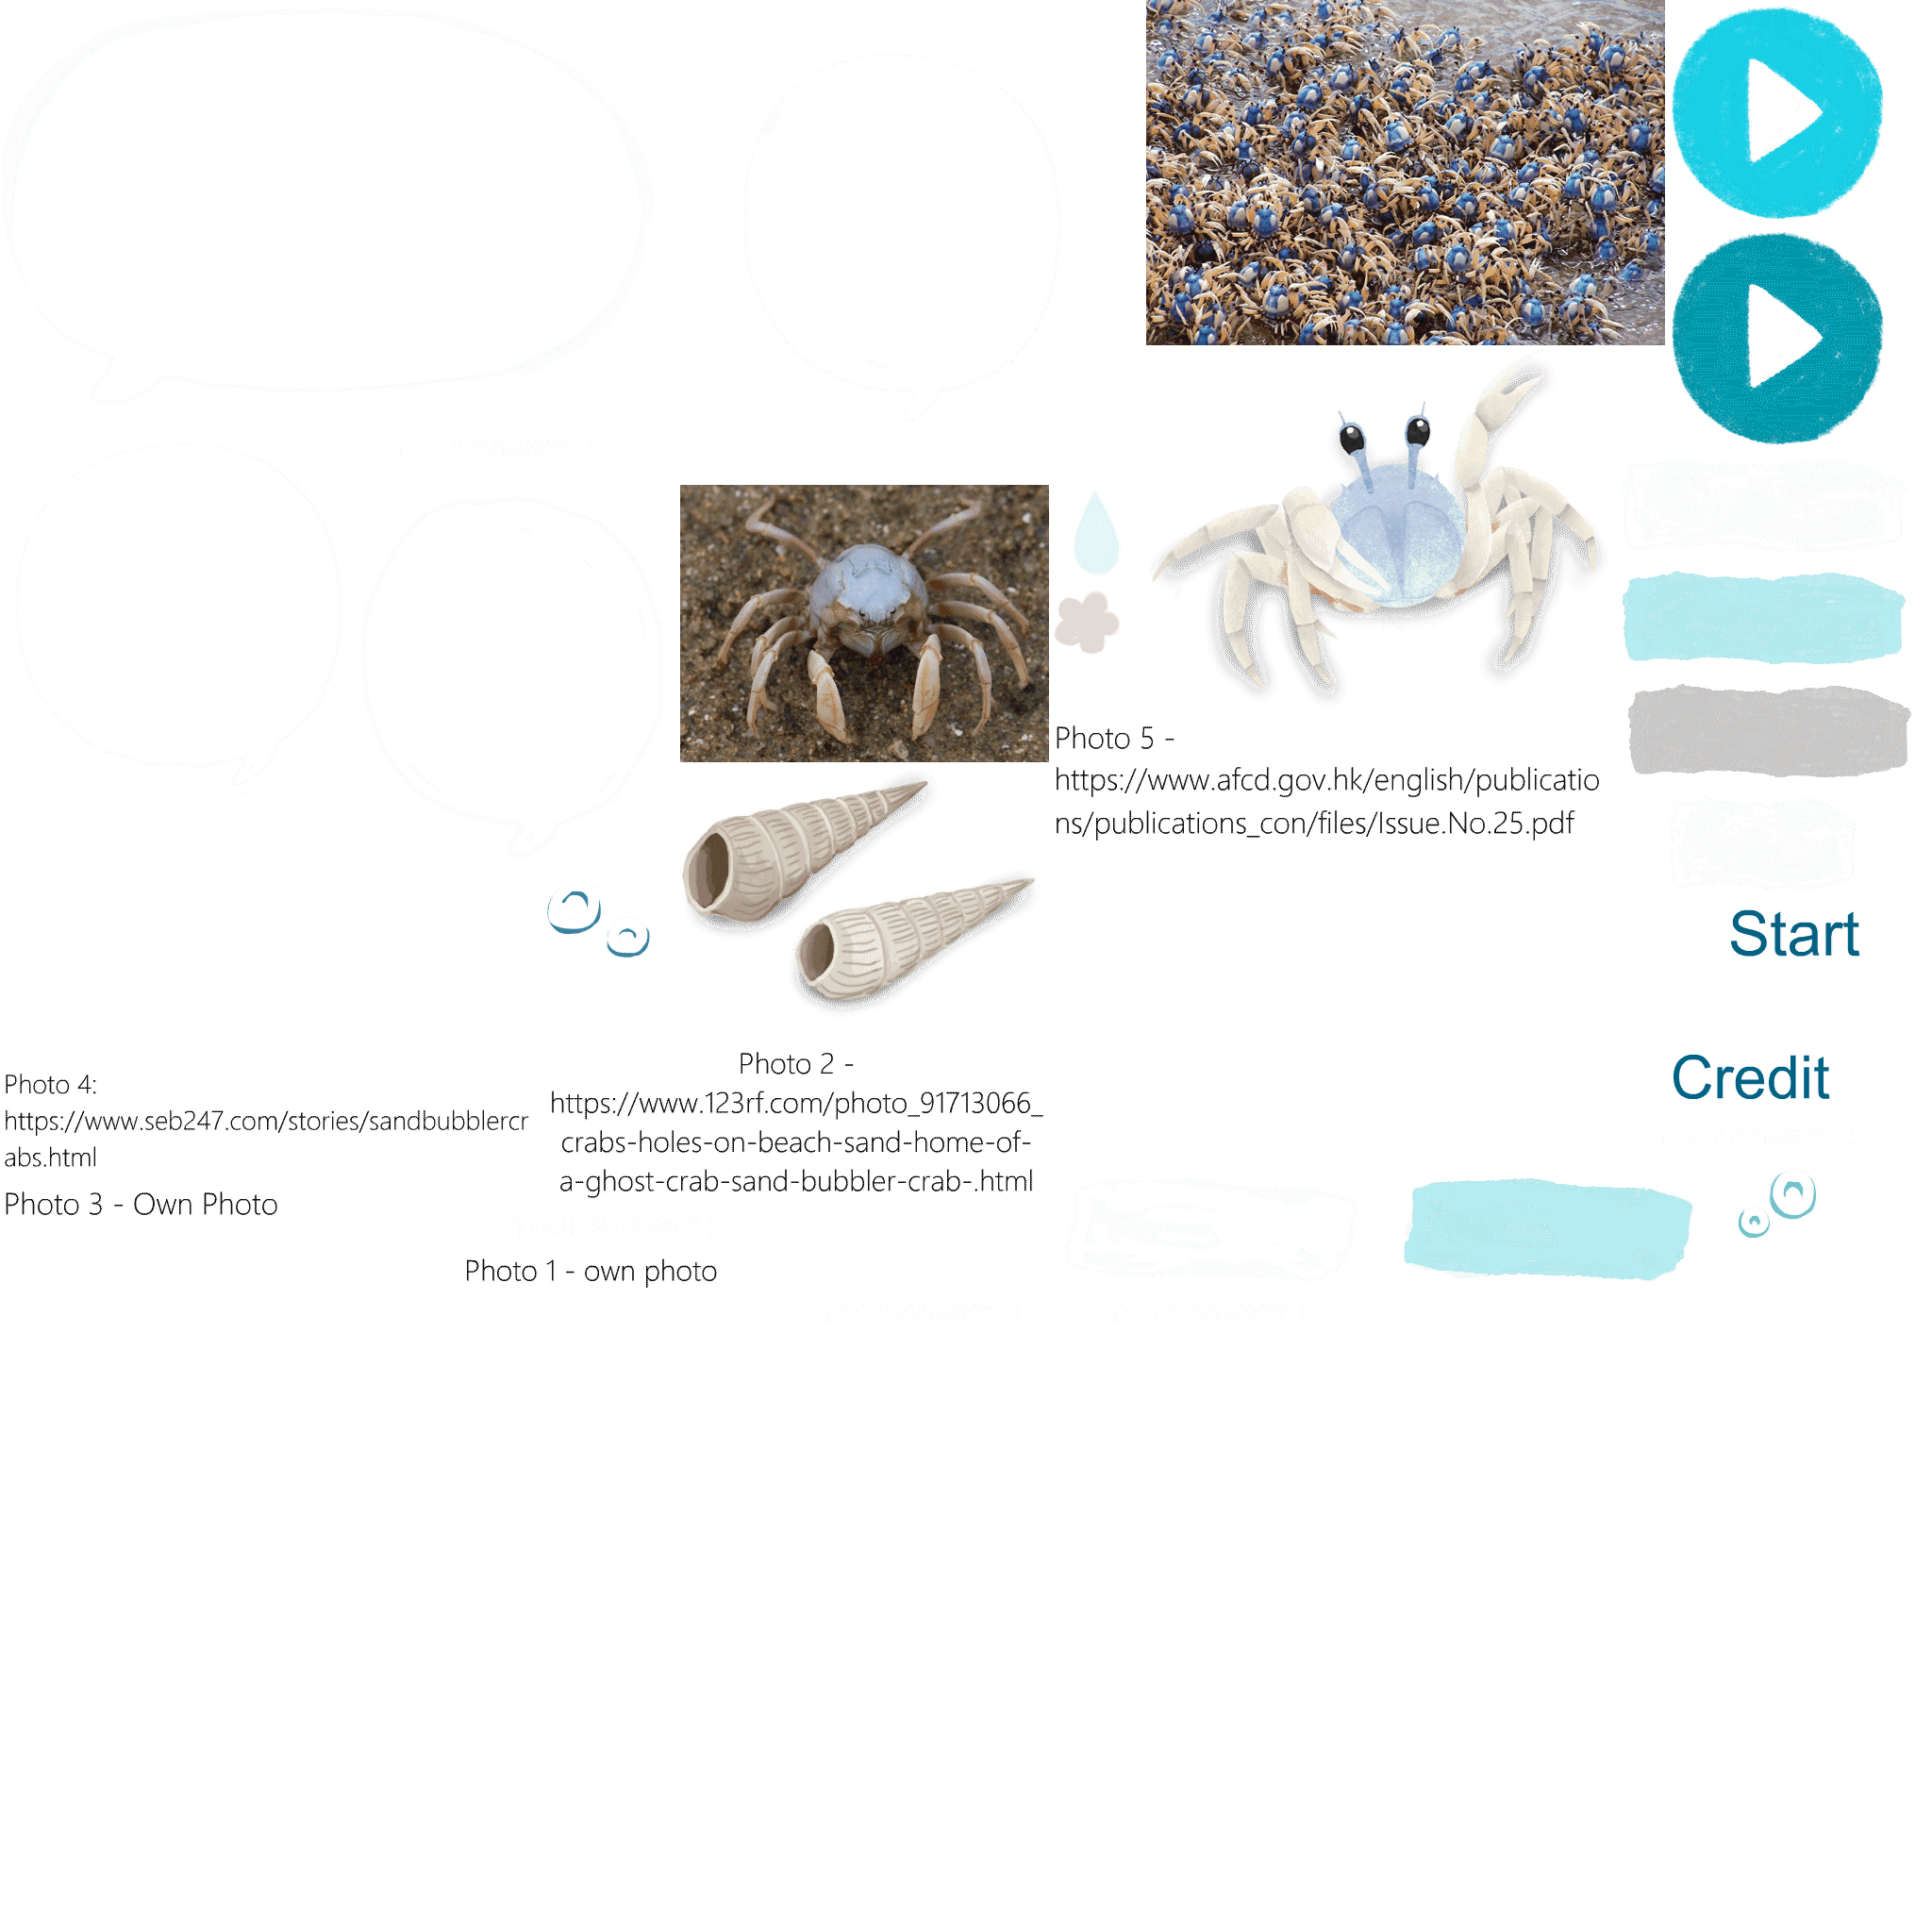 Photo 5 -
https://www.afcd.gov.hk/english/publicatio
ns/publications_con/files/Issue.No.25.pdf
Start
Credit
Photo 4:
https://www.seb247.com/stories/sandbubblercr
abs.html
Photo 3 - Own Photo
Photo 2 -
https://www.123rf.com/photo_91713066_
crabs-holes-on-beach-sand-home-of-
a-ghost-crab-sand-bubbler-crab-.html
Photo 1 - own photo